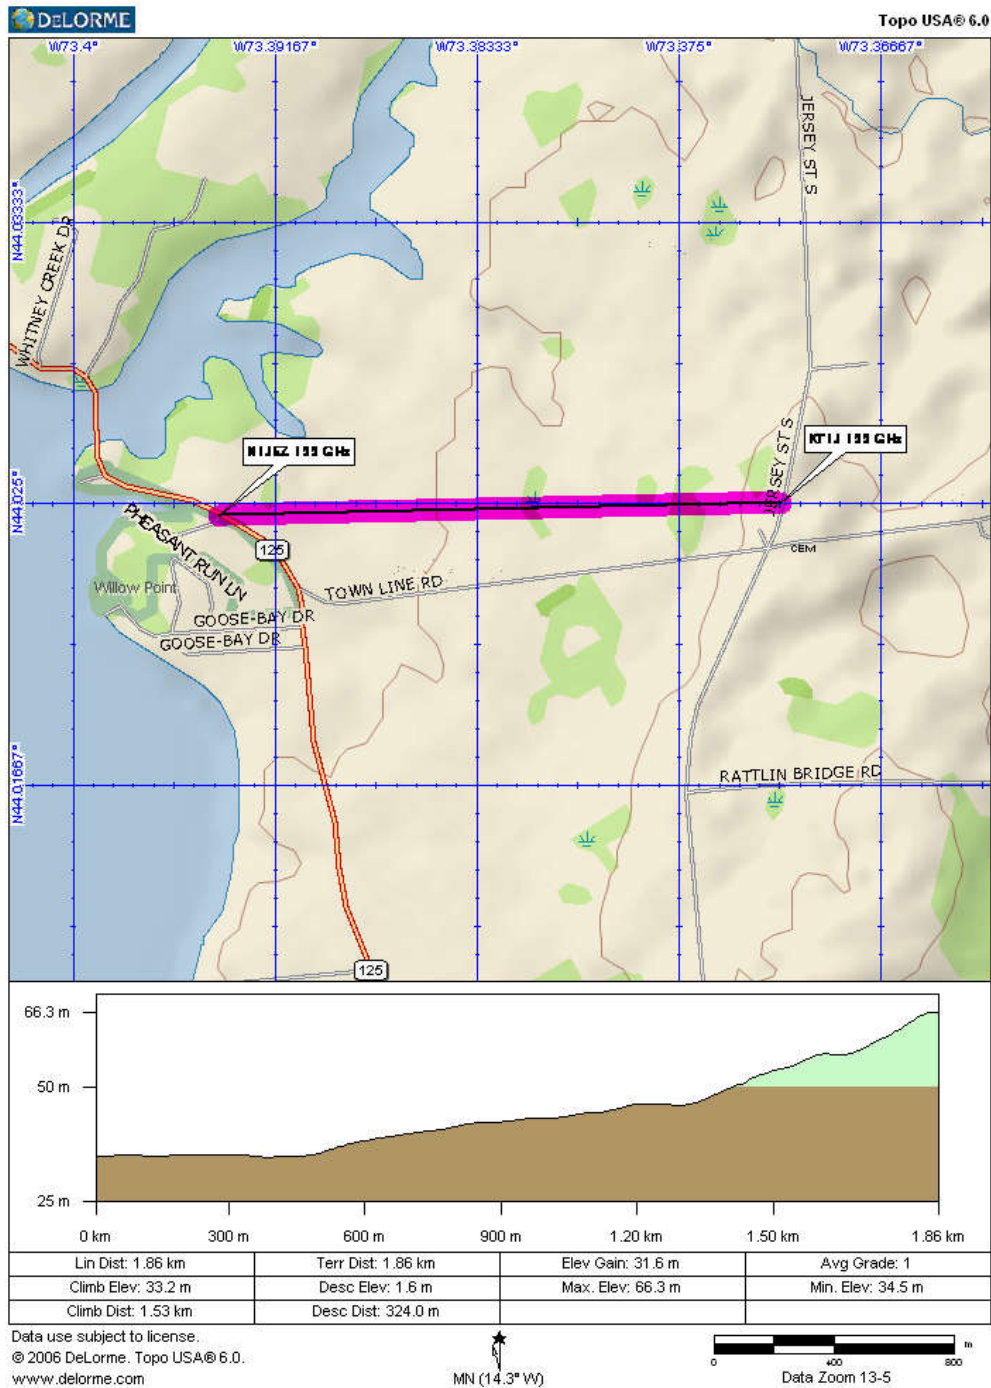 DELORME
Topo USA® 6.0
W73.4°
W73.39167°
W73.38333°
W73.375°
W73.36667°
JERSEY ST S
N44.03333°
WHITNEY CREEK DR
JERSEY ST S
N1JEZ 199 GHz
KT1J 199 GHz
N44.025°
PHEASANT RUN LN
125
CEM
Willow Point
TOWN LINE RD
GOOSE-BAY DR
GOOSE-BAY DR
N44.01667°
RATTLIN BRIDGE RD
125
66.3 m
50 m
25 m
0 km 300 m 600 m 900 m 1.20 km 1.50 km 1.86 km
Lin Dist: 1.86 km Terr Dist: 1.86 km Elev Gain: 31.6 m Avg Grade: 1
Climb Elev: 33.2 m Desc Elev: 1.6 m Max. Elev: 66.3 m Min. Elev: 34.5 m
Climb Dist: 1.53 km Desc Dist: 324.0 m
Data use subject to license.
© 2006 DeLorme. Topo USA® 6.0.
www.delorme.com
MN (14.3° W)
m
0 400 800
Data Zoom 13-5